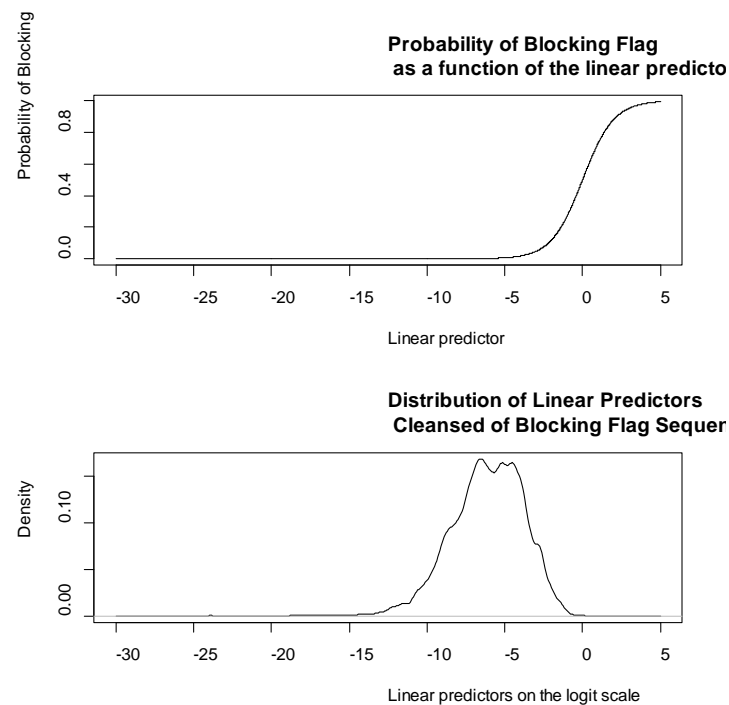 Probability of Blocking Flag
as a function of the linear predicto
Probability of Blocking
0.8
0.4
0.0
-30 -25 -20 -15 -10 -5 0 5
Linear predictor
Distribution of Linear Predictors
Cleansed of Blocking Flag Sequer
Density
0.10
0.00
-30 -25 -20 -15 -10 -5 0 5
Linear predictors on the logit scale